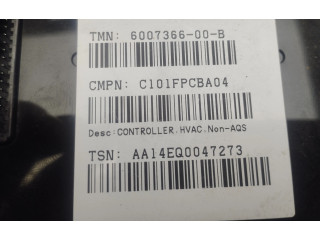 TMN: 6007366-00-B
CMPN: C101FPCBA04
Desc:CONTROLLER,HVAC,Non-AQS
TSN: AA14EQ0047273